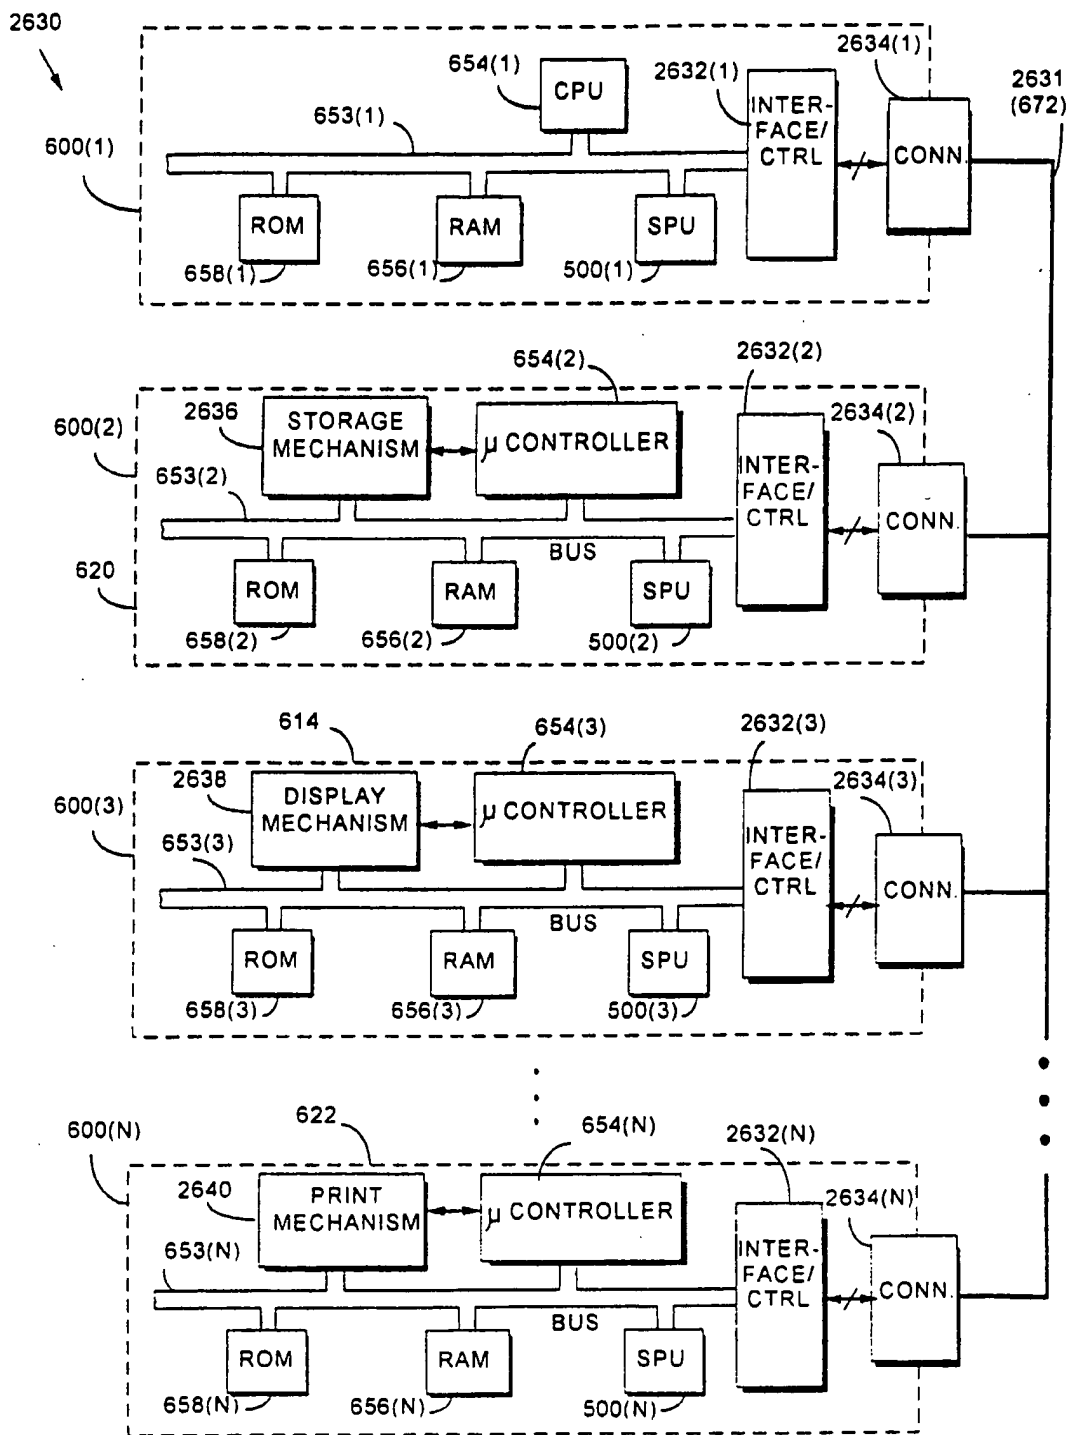 2630
2634(1)
654(1)
2632(1)
2631
(672)
CPU
INTER-
FACE/
CTRL
653(1)
600(1)
CONN.
ROM
RAM
SPU
658(1)
656(1)
500(1)
654(2)
2632(2)
2636
STORAGE
MECHANISM
μ CONTROLLER
2634(2)
600(2)
653(2)
INTER-
FACE/
CTRL
CONN.
BUS
620
ROM
RAM
SPU
658(2)
656(2)
500(2)
614
654(3)
2632(3)
2638
DISPLAY
MECHANISM
μ CONTROLLER
2634(3)
600(3)
653(3)
INTER-
FACE/
CTRL
CONN.
BUS
ROM
RAM
SPU
658(3)
656(3)
500(3)
622
654(N)
600(N)
2632(N)
2640
PRINT
MECHANISM
μ CONTROLLER
2634(N)
653(N)
INTER-
FACE/
CTRL
CONN.
BUS
ROM
RAM
SPU
658(N)
656(N)
500(N)